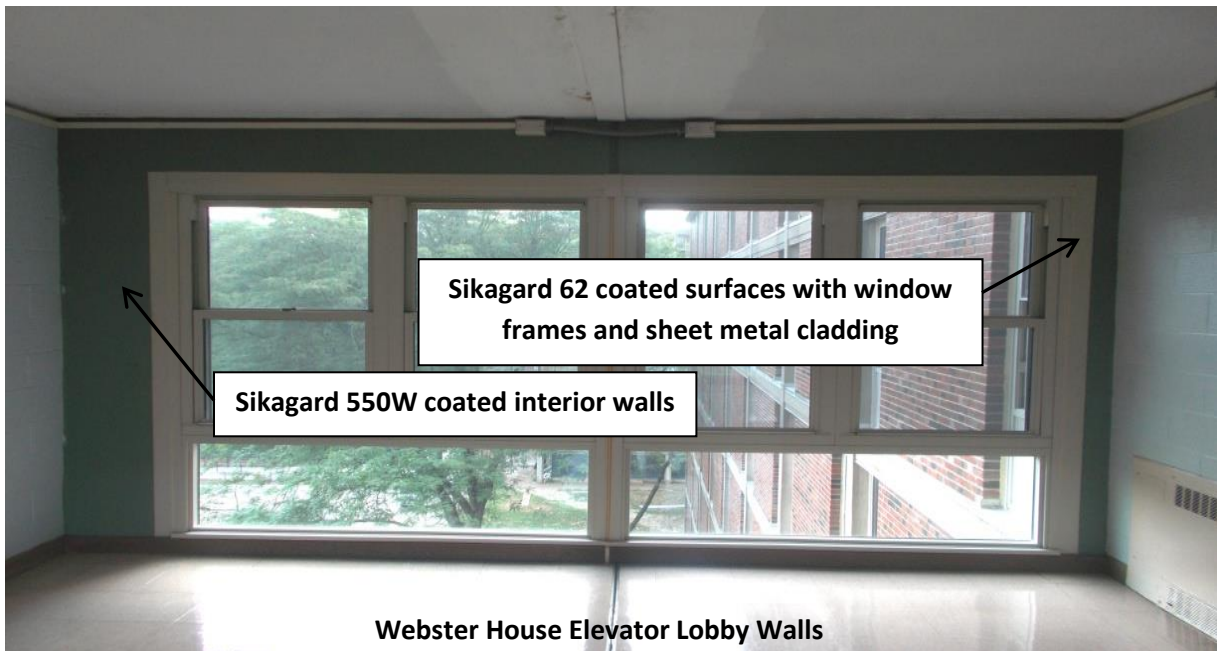 Sikagard 62 coated surfaces with window
frames and sheet metal cladding
Sikagard 550W coated interior walls
Webster House Elevator Lobby Walls